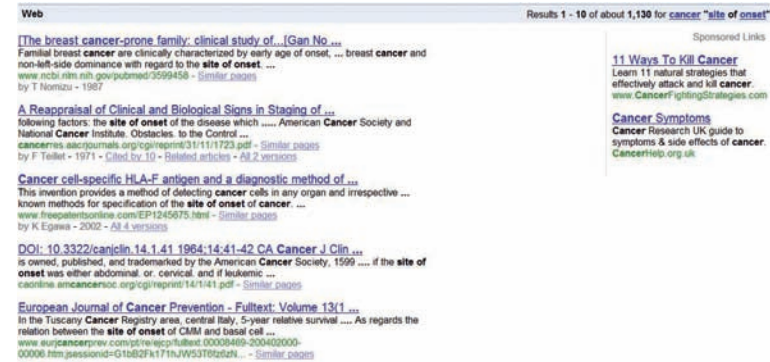 Web
Results 1 - 10 of about 1,130 for cancer "site of onset"
[The breast cancer-prone family: clinical study of...[Gan No ...
Familial breast cancer are clinically characterized by early age of onset, ... breast cancer and
non-left-side dominance with regard to the site of onset. ...
www.ncbi.nlm.nih.gov/pubmed/3599458 - Similar pages
by T Nomizu - 1987
A Reappraisal of Clinical and Biological Signs in Staging of ...
following factors: the site of onset of the disease which ..... American Cancer Society and
National Cancer Institute. Obstacles. to the Control ...
cancerres.aacrjournals.org/cgi/reprint/31/11/1723.pdf - Similar pages
by F Teillet - 1971 - Cited by 10 - Related articles - All 2 versions
Cancer cell-specific HLA-F antigen and a diagnostic method of ...
This invention provides a method of detecting cancer cells in any organ and irrespective ...
known methods for specification of the site of onset of cancer. ...
www.freepatentsonline.com/EP1245675.html - Similar pages
by K Egawa - 2002 - All 4 versions
DOI: 10.3322/canjclin.14.1.41 1964;14:41-42 CA Cancer J Clin ...
is owned, published, and trademarked by the American Cancer Society, 1599 .... if the site of
onset was either abdominal. or. cervical. and if leukemic ...
caonline.amcancersoc.org/cgi/reprint/14/1/41.pdf - Similar pages
European Journal of Cancer Prevention - Fulltext: Volume 13(1 ...
In the Tuscany Cancer Registry area, central Italy, 5-year relative survival .... As regards the
relation between the site of onset of CMM and basal cell ...
www.eurjcancerprev.com/pt/re/ejcp/fulltext.00008469-200402000-
00006.htm;jsessionid= - Similar pages
Sponsored Links
11 Ways To Kill Cancer
Learn 11 natural strategies that
effectively attack and kill cancer.
www.CancerFightingStrategies.com
Cancer Symptoms
Cancer Research UK guide to
symptoms & side effects of cancer.
CancerHelp.org.uk